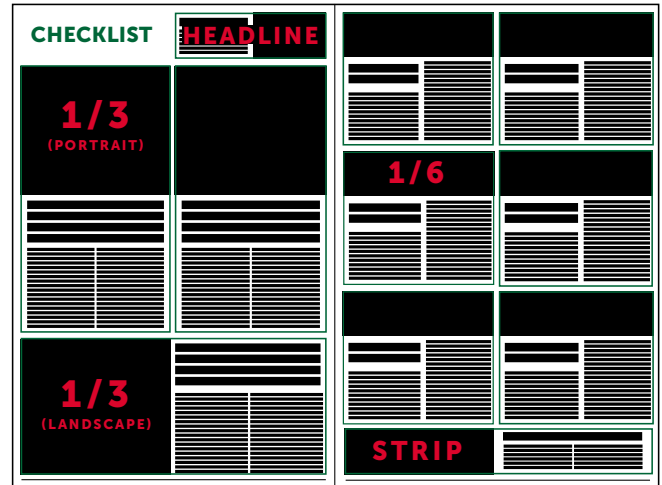 CHECKLIST
HEADLINE
1/3
(PORTRAIT)
1/3
(LANDSCAPE)
1/6
STRIP